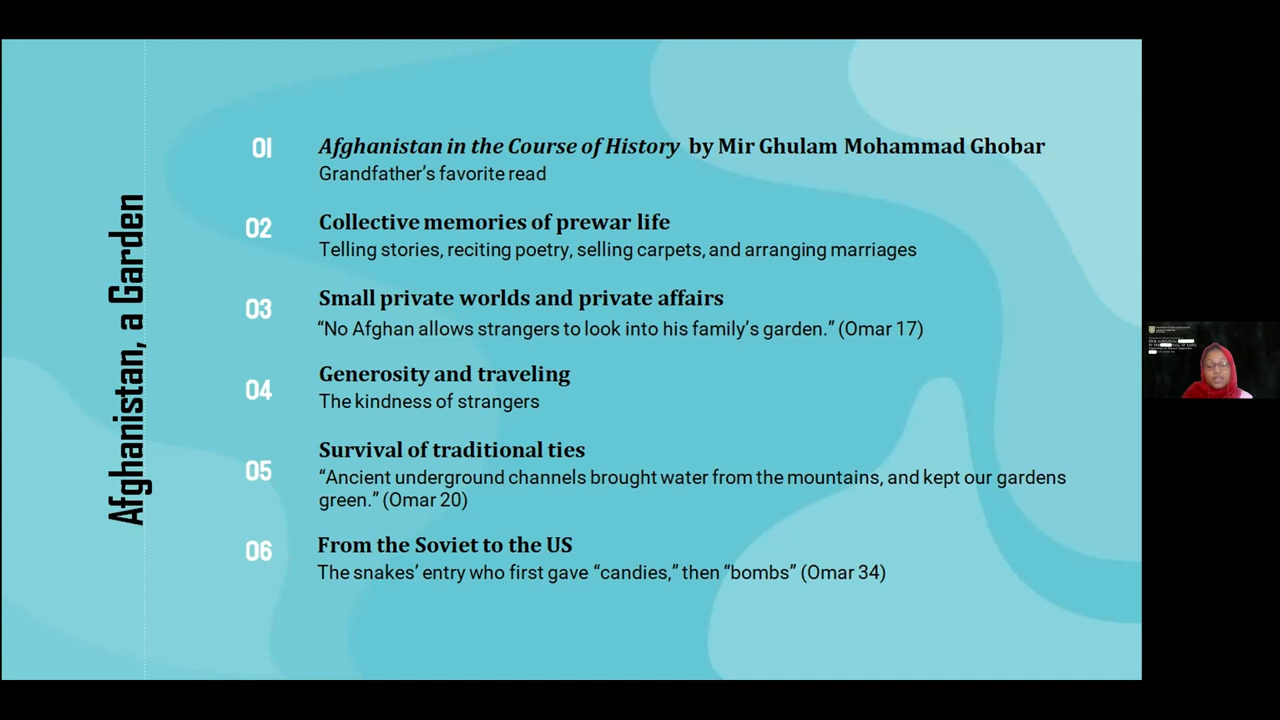 Afghanistan, a Garden
01
Afghanistan in the Course of History by Mir Ghulam Mohammad Ghobar
Grandfather’s favorite read
02
Collective memories of prewar life
Telling stories, reciting poetry, selling carpets, and arranging marriages
03
Small private worlds and private affairs
“No Afghan allows strangers to look into his family’s garden.” (Omar 17)
04
Generosity and traveling
The kindness of strangers
05
Survival of traditional ties
“Ancient underground channels brought water from the mountains, and kept our gardens
green.” (Omar 20)
06
From the Soviet to the US
The snakes’ entry who first gave “candies,” then “bombs” (Omar 34)